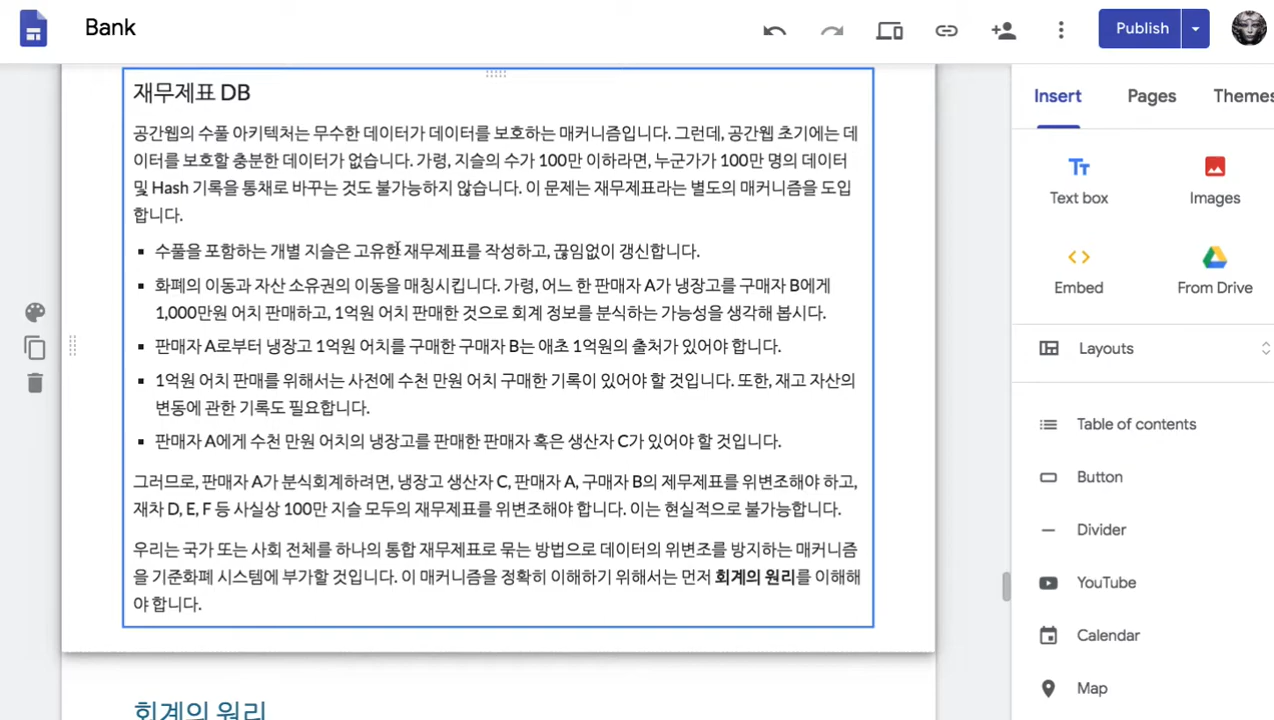 Bank
Publish
Insert
Pages
Themes
재무제표 DB
공간웹의 수풀 아키텍처는 무수한 데이터가 데이터를 보호하는 매커니즘입니다. 그런데, 공간웹 초기에는 데
이터를 보호할 충분한 데이터가 없습니다. 가령, 지슬의 수가 100만 이하라면, 누군가가 100만 명의 데이터
및 Hash 기록을 통채로 바꾸는 것도 불가능하지 않습니다. 이 문제는 재무제표라는 별도의 매커니즘을 도입
합니다.
▪ 수풀을 포함하는 개별 지슬은 고유한 재무제표를 작성하고, 끊임없이 갱신합니다.
▪ 화폐의 이동과 자산 소유권의 이동을 매칭시킵니다. 가령, 어느 한 판매자 A가 냉장고를 구매자 B에게
1,000만원 어치 판매하고, 1억원 어치 판매한 것으로 회계 정보를 분식하는 가능성을 생각해 봅시다.
▪ 판매자 A로부터 냉장고 1억원 어치를 구매한 구매자 B는 애초 1억원의 출처가 있어야 합니다.
▪ 1억원 어치 판매를 위해서는 사전에 수천 만원 어치 구매한 기록이 있어야 할 것입니다. 또한, 재고 자산의
변동에 관한 기록도 필요합니다.
▪ 판매자 A에게 수천 만원 어치의 냉장고를 판매한 판매자 혹은 생산자 C가 있어야 할 것입니다.
그러므로, 판매자 A가 분식회계하려면, 냉장고 생산자 C, 판매자 A, 구매자 B의 제무제표를 위변조해야 하고,
재차 D, E, F 등 사실상 100만 지슬 모두의 재무제표를 위변조해야 합니다. 이는 현실적으로 불가능합니다.
우리는 국가 또는 사회 전체를 하나의 통합 재무제표로 묶는 방법으로 데이터의 위변조를 방지하는 매커니즘
을 기준화폐 시스템에 부가할 것입니다. 이 매커니즘을 정확히 이해하기 위해서는 먼저 회계의 원리를 이해해
야 합니다.
회계의 원리
Text box
Images
Embed
From Drive
Layouts
Table of contents
Button
Divider
YouTube
Calendar
Map